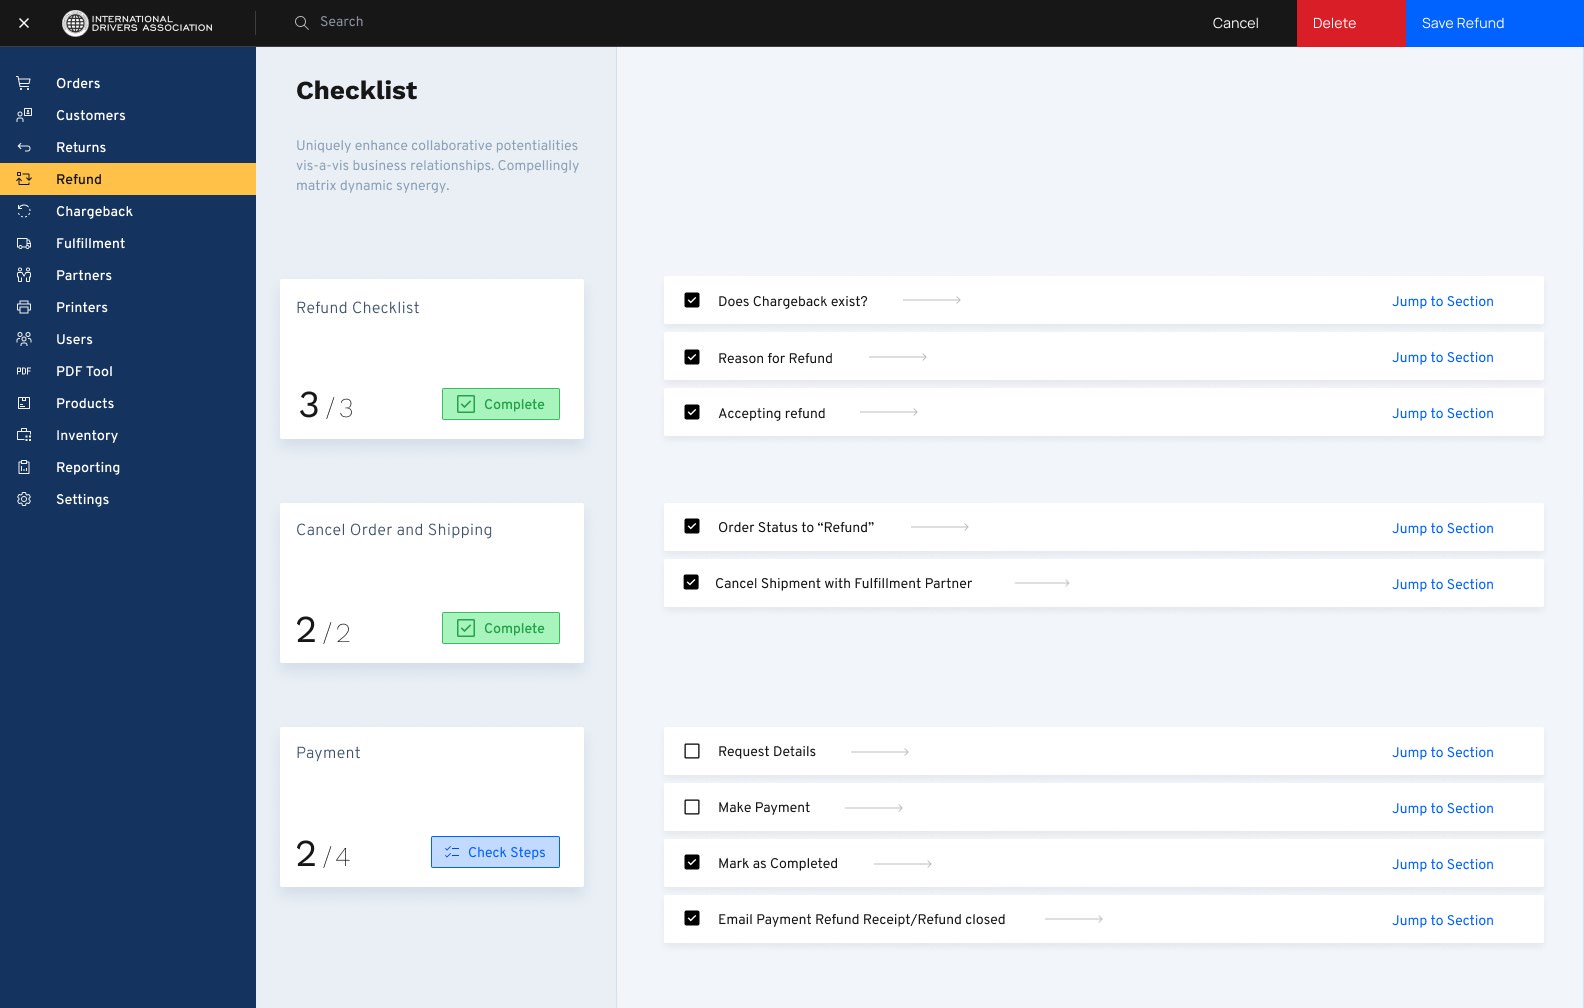 INTERNATIONAL
DRIVERS ASSOCIATION
Search
Cancel
Delete
Save Refund
Orders
Customers
Returns
Refund
Chargeback
Fulfillment
Partners
Printers
Users
PDF PDF Tool
Products
Inventory
Reporting
Settings
Checklist
Uniquely enhance collaborative potentialities
vis-a-vis business relationships. Compellingly
matrix dynamic synergy.
Refund Checklist
3 / 3
Complete
Does Chargeback exist?
Jump to Section
Reason for Refund
Jump to Section
Accepting refund
Jump to Section
Cancel Order and Shipping
2 / 2
Complete
Order Status to “Refund”
Jump to Section
Cancel Shipment with Fulfillment Partner
Jump to Section
Payment
2 / 4
Check Steps
Request Details
Jump to Section
Make Payment
Jump to Section
Mark as Completed
Jump to Section
Email Payment Refund Receipt/Refund closed
Jump to Section